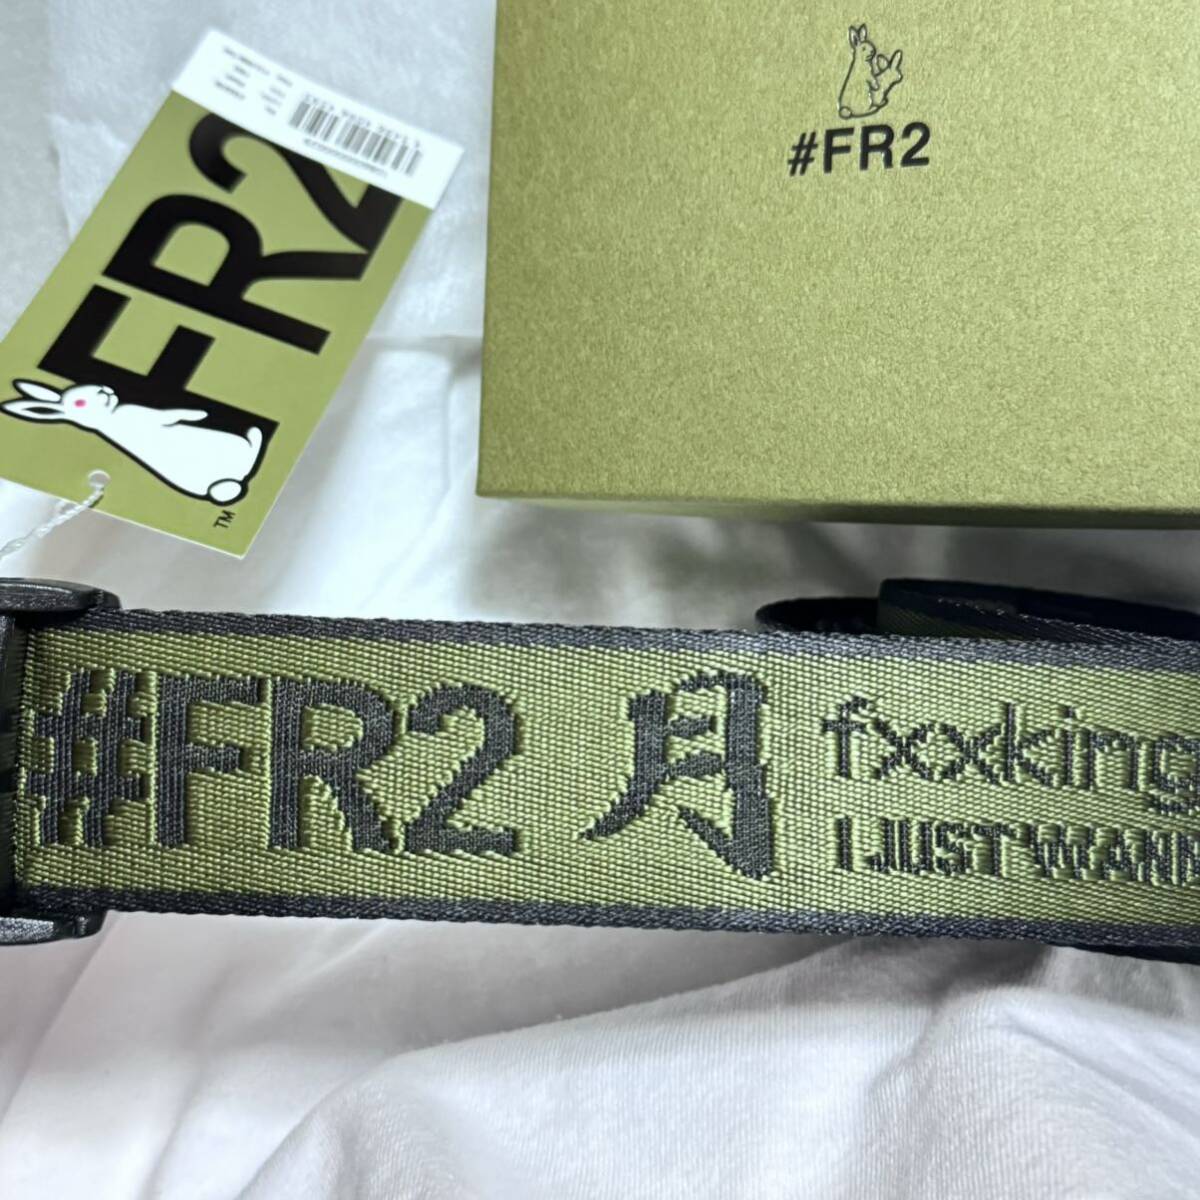 #FR2
FR2
TM
#FR2 月 fxxking
I JUST WANN